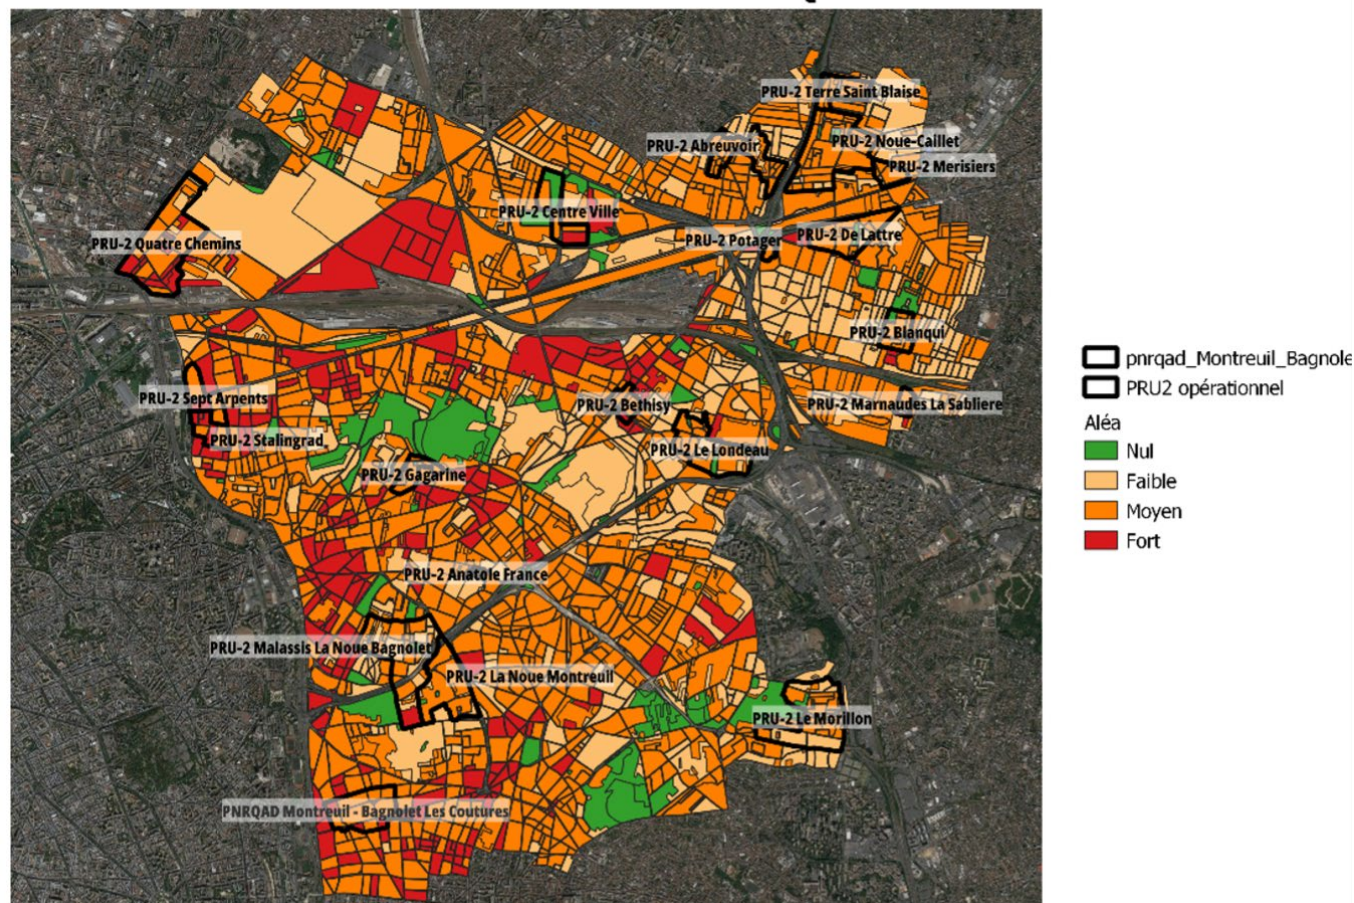 PRU-2 Terre Saint Blaise
PRU-2 Noue-Caillet
PRU-2 Abreuvoir
PRU-2 Merisiers
PRU-2 Centre Ville
PRU-2 De Lattre
PRU-2 Potager
PRU-2 Quatre Chemins
PRU-2 Blanqui
PRU-2 Sept Arpents
PRU-2 Bethisy
PRU-2 Marnaudes La Sabliere
PRU-2 Stalingrad
PRU-2 Le Londeau
PRU-2 Gagarine
PRU-2 Anatole France
PRU-2 Malassis La Noue Bagnolet
PRU-2 La Noue Montreuil
PRU-2 Le Morillon
PNRQAD Montreuil - Bagnolet Les Coutures
pnrqad_Montreuil_Bagnole
PRU2 opérationnel
Aléa
Nul
Faible
Moyen
Fort